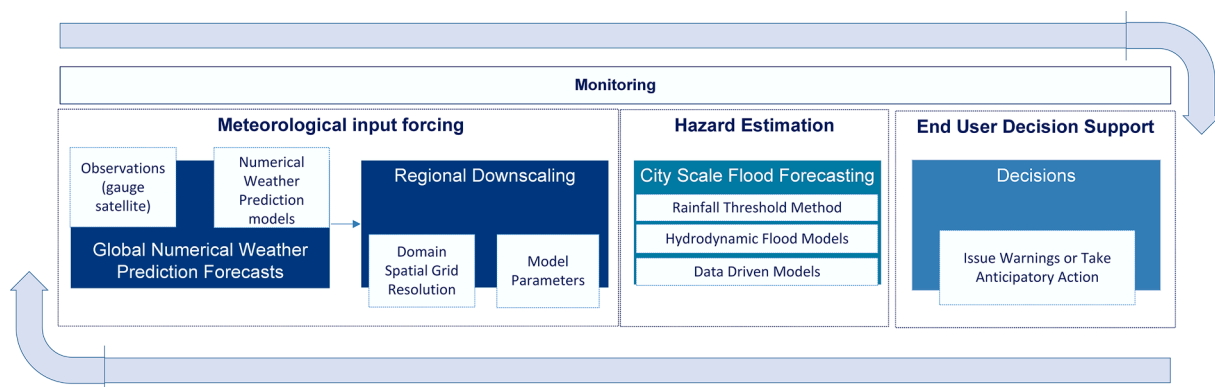 Monitoring
Meteorological input forcing
Observations
(gauge
satellite)
Numerical
Weather
Prediction
models
Global Numerical Weather
Prediction Forecasts
Regional Downscaling
Domain
Spatial Grid
Resolution
Model
Parameters
Hazard Estimation
City Scale Flood Forecasting
Rainfall Threshold Method
Hydrodynamic Flood Models
Data Driven Models
End User Decision Support
Decisions
Issue Warnings or Take
Anticipatory Action